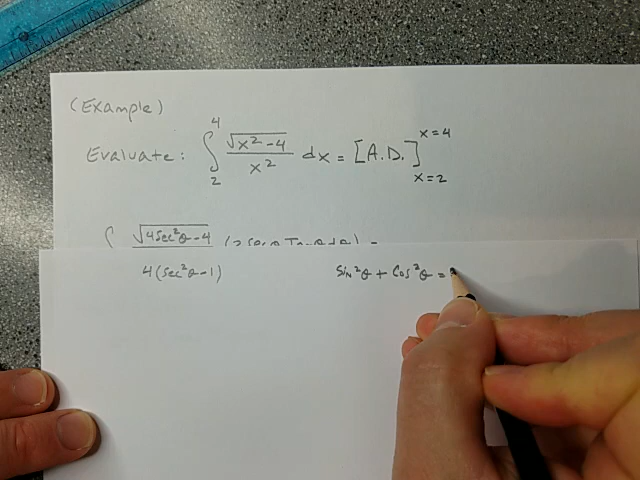 (Example)
Evaluate: ∫₂⁴ √(x²-4) / x² dx = [A.D.] x=4 x=2
∫ √(4sec²θ-4)
4(sec²θ-1)
sin²θ + cos²θ =